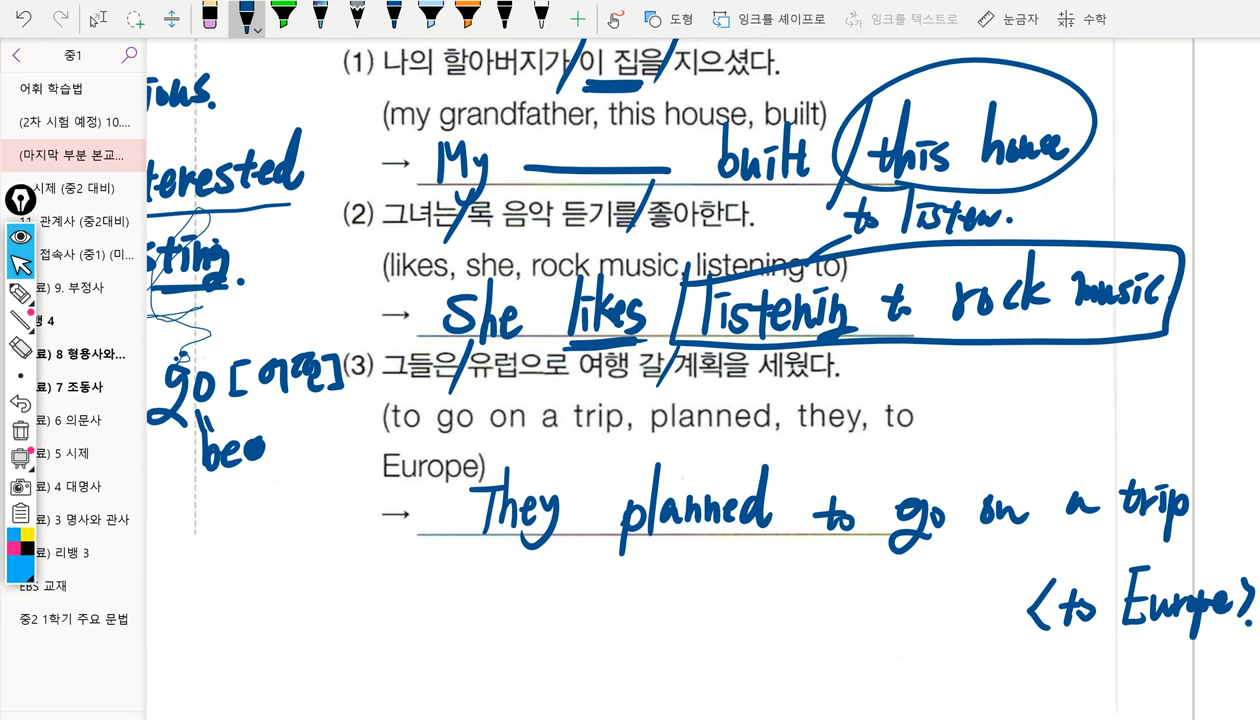 도형 잉크를 셰이프로 잉크를 텍스트로 눈금자 수학
중1
어휘 학습법
(2차 시험 예정) 10....
(마지막 부분 본교...
시제 (중2 대비)
11. 관계사 (중2대비)
접속사 (중1) (미...
료) 9. 부정사
뱅 4
료) 8 형용사와...
료) 7 조동사
료) 6 의문사
료) 5 시제
료) 4 대명사
료) 3 명사와 관사
료) 리뱅 3
EBS 교재
중2 1학기 주요 문법
terested
sting.
go [어떤]
be
(1) 나의 할아버지가 이 집을 지으셨다.
(my grandfather, this house, built)
→ My built this house
(2) 그녀는 록 음악 듣기를 좋아한다.
to listen.
(likes, she, rock music, listening to)
→ She likes listening to rock music
(3) 그들은 유럽으로 여행 갈 계획을 세웠다.
(to go on a trip, planned, they, to
Europe)
→ They planned to go on a trip
<to Europe>